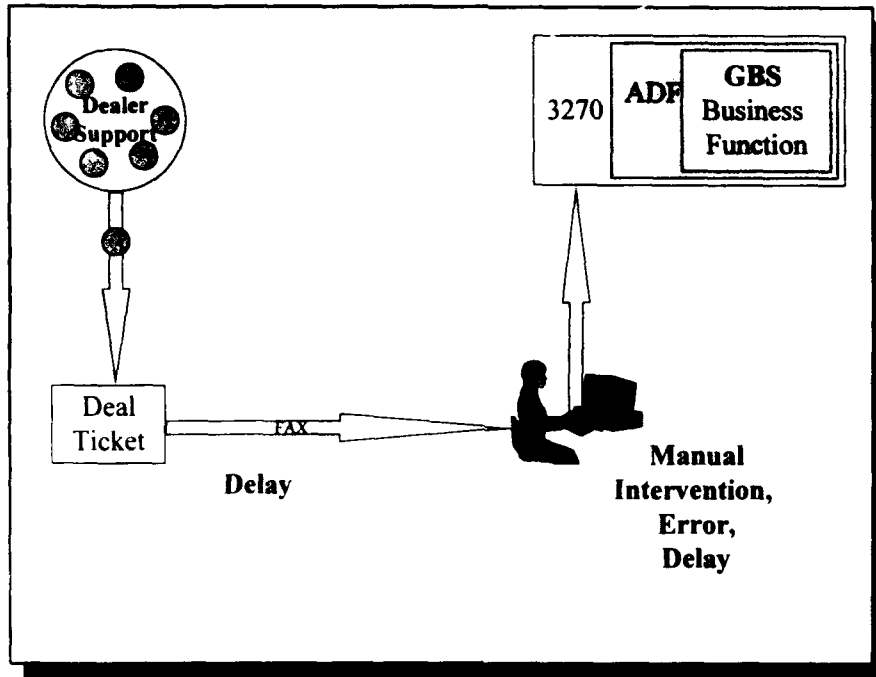 Dealer
Support
3270
ADF
GBS
Business
Function
Deal
Ticket
FAX
Delay
Manual
Intervention,
Error,
Delay